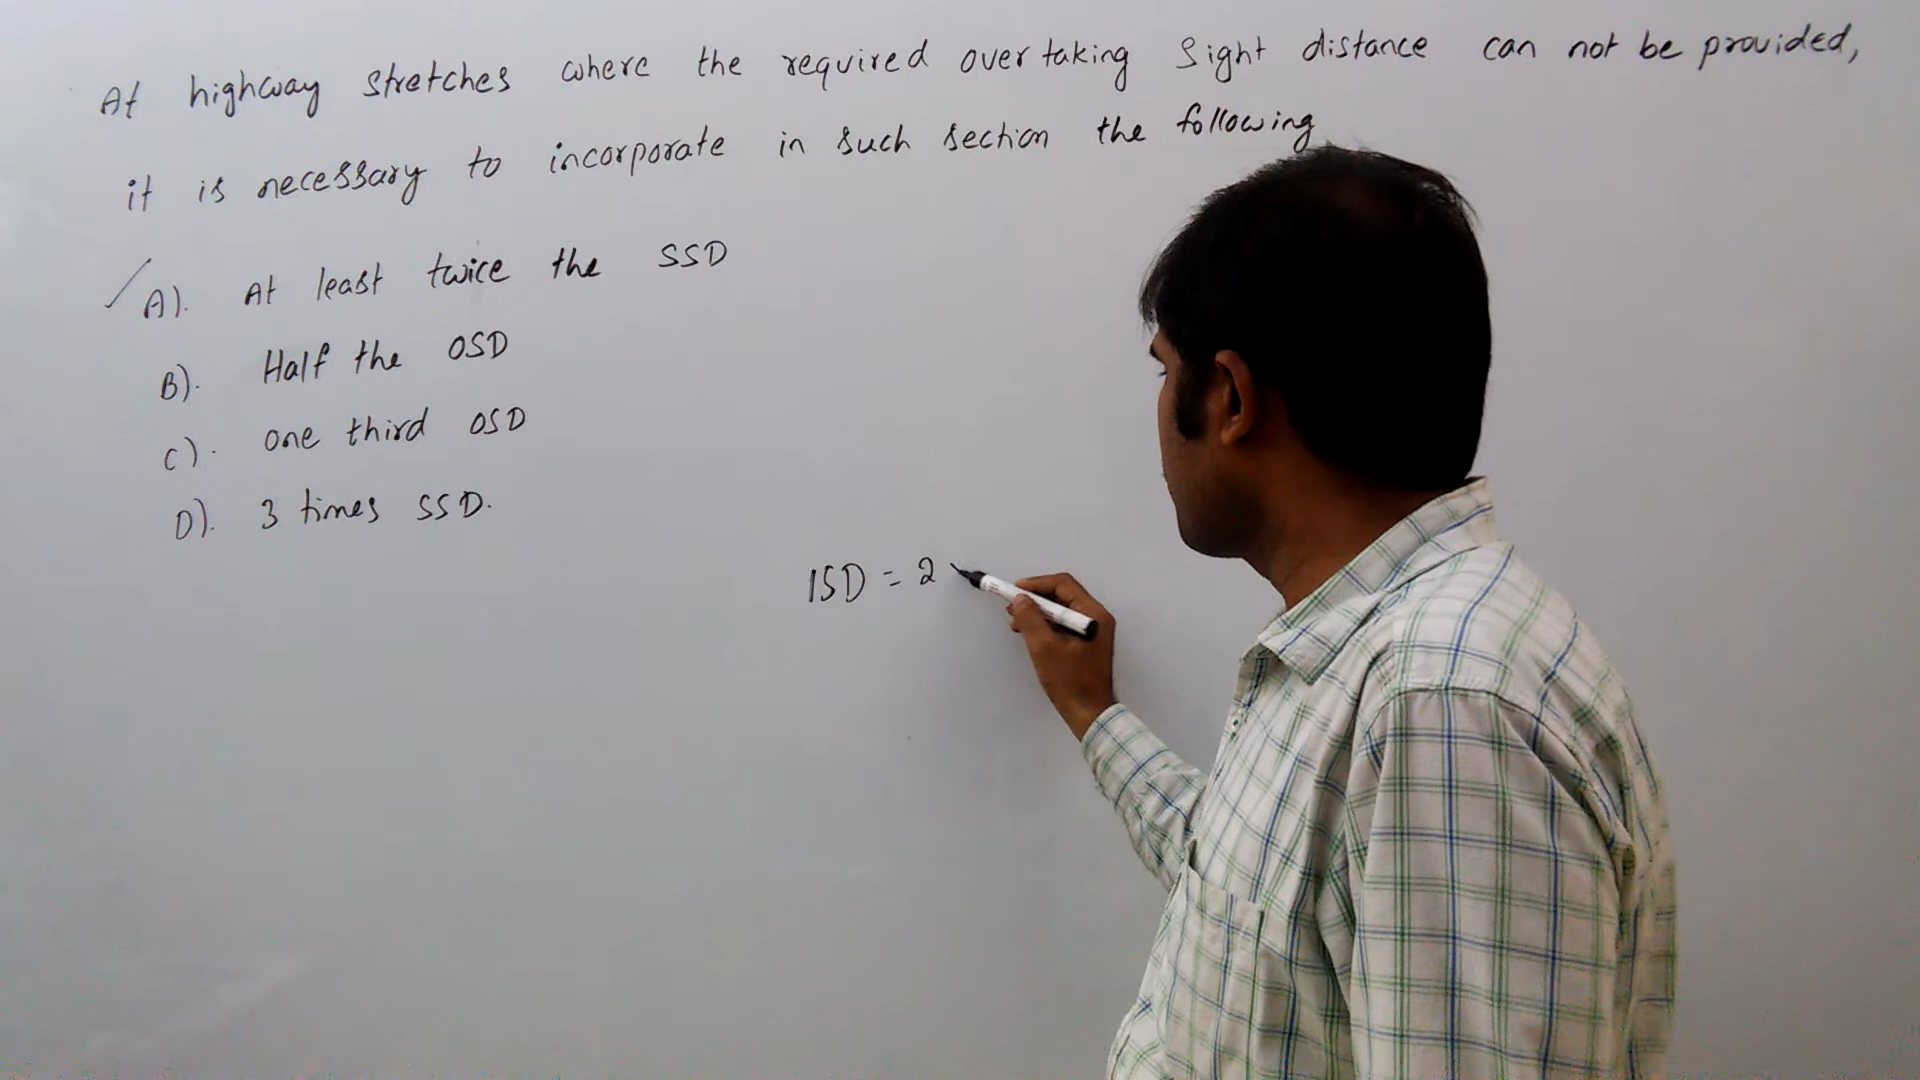 At highway stretches where the required overtaking sight distance can not be provided,
it is necessary to incorporate in such section the following
A). At least twice the SSD
B). Half the OSD
C). One third OSD
D). 3 times SSD.
ISD = 2